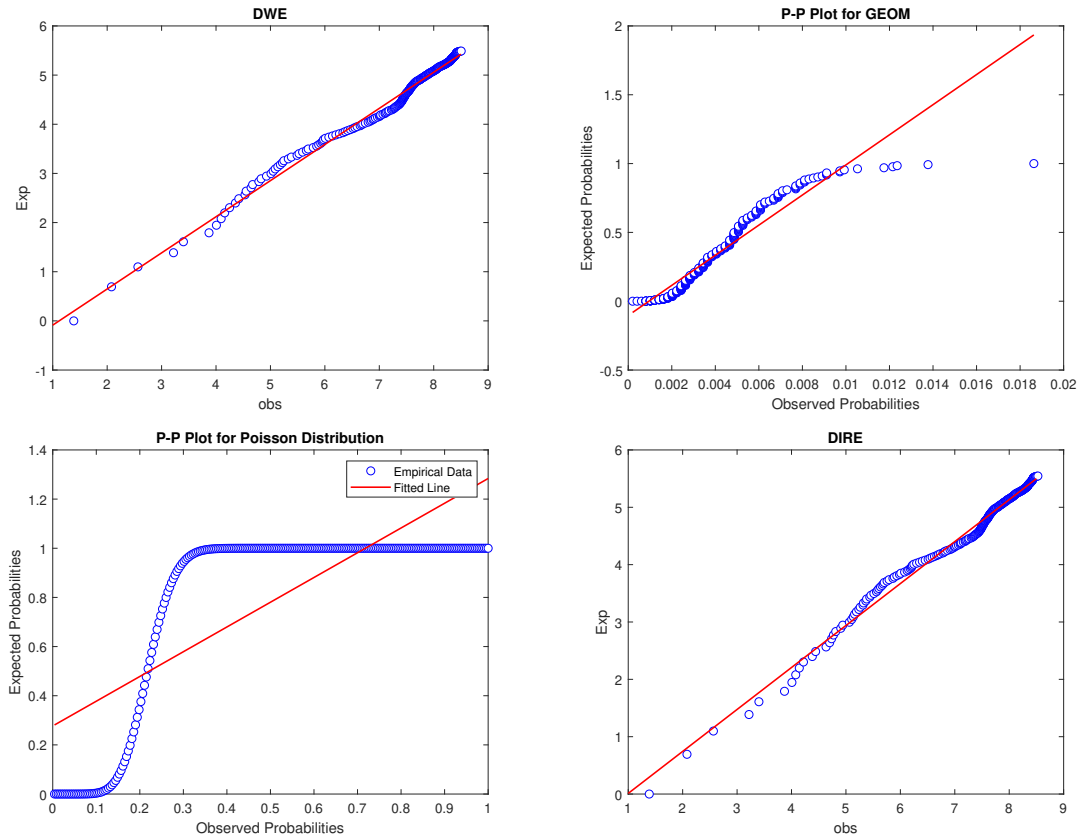 DWE
6
5
4
3
2
1
0
-1
Exp
1 2 3 4 5 6 7 8 9
obs
P-P Plot for GEOM
2
1.5
1
0.5
0
-0.5
Expected Probabilities
0 0.002 0.004 0.006 0.008 0.010 0.012 0.014 0.016 0.018 0.02
Observed Probabilities
P-P Plot for Poisson Distribution
1.4
1.2
1.0
0.8
0.6
0.4
0.2
0
Expected Probabilities
Empirical Data
Fitted Line
0 0.1 0.2 0.3 0.4 0.5 0.6 0.7 0.8 0.9 1
Observed Probabilities
DIRE
6
5
4
3
2
1
0
Exp
1 2 3 4 5 6 7 8 9
obs